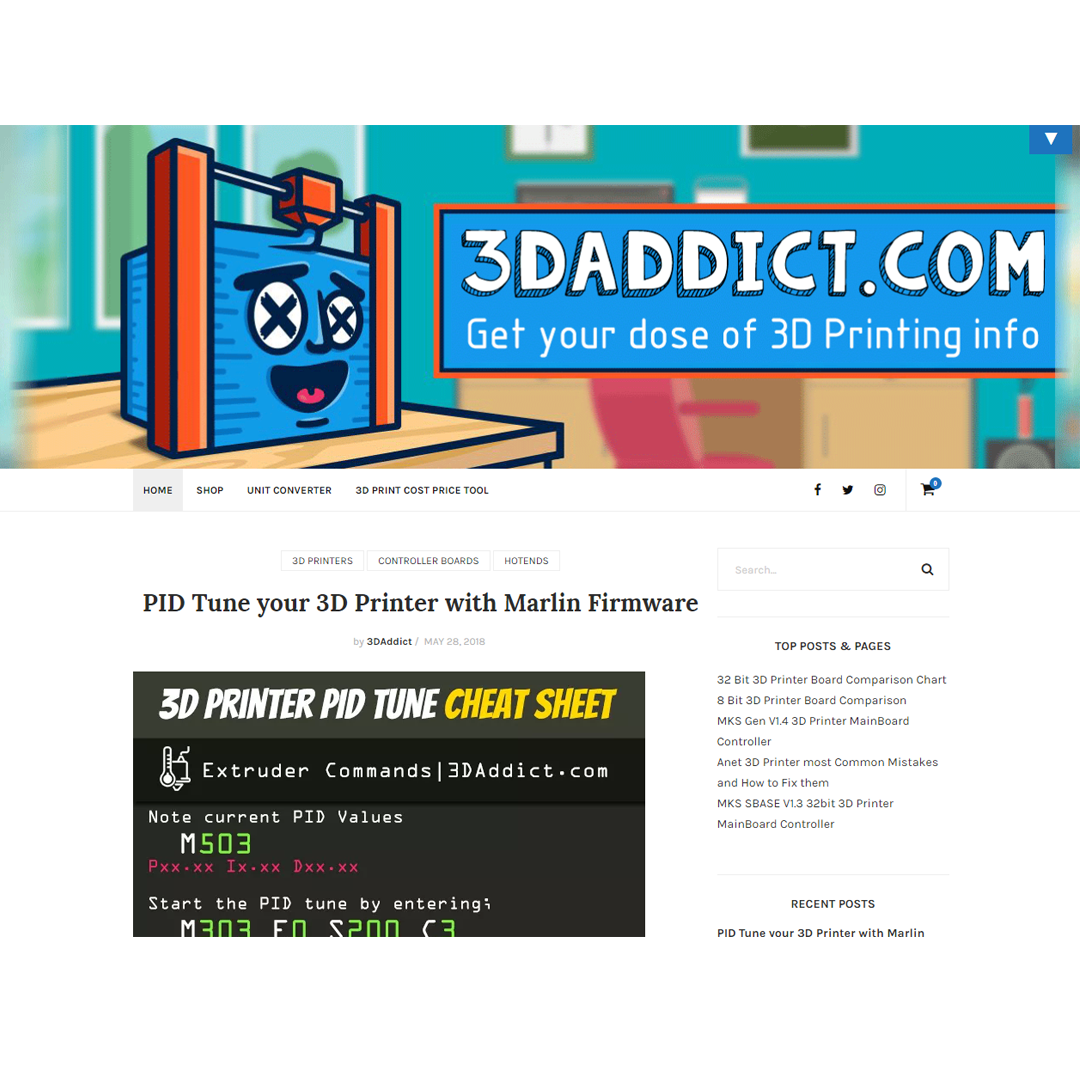 3DADDICT.COM
Get your dose of 3D Printing info
HOME SHOP UNIT CONVERTER 3D PRINT COST PRICE TOOL 0
3D PRINTERS CONTROLLER BOARDS HOTENDS
PID Tune your 3D Printer with Marlin Firmware
by 3DAddict / MAY 28, 2018
3D PRINTER PID TUNE CHEAT SHEET
Extruder Commands|3DAddict.com
Note current PID Values
M503
Pxx.xx Ix.xx Dxx.xx
Start the PID tune by entering;
M303 E0 S200 C3
Search...
TOP POSTS & PAGES
32 Bit 3D Printer Board Comparison Chart
8 Bit 3D Printer Board Comparison
MKS Gen V1.4 3D Printer MainBoard
Controller
Anet 3D Printer most Common Mistakes
and How to Fix them
MKS SBASE V1.3 32bit 3D Printer
MainBoard Controller
RECENT POSTS
PID Tune your 3D Printer with Marlin